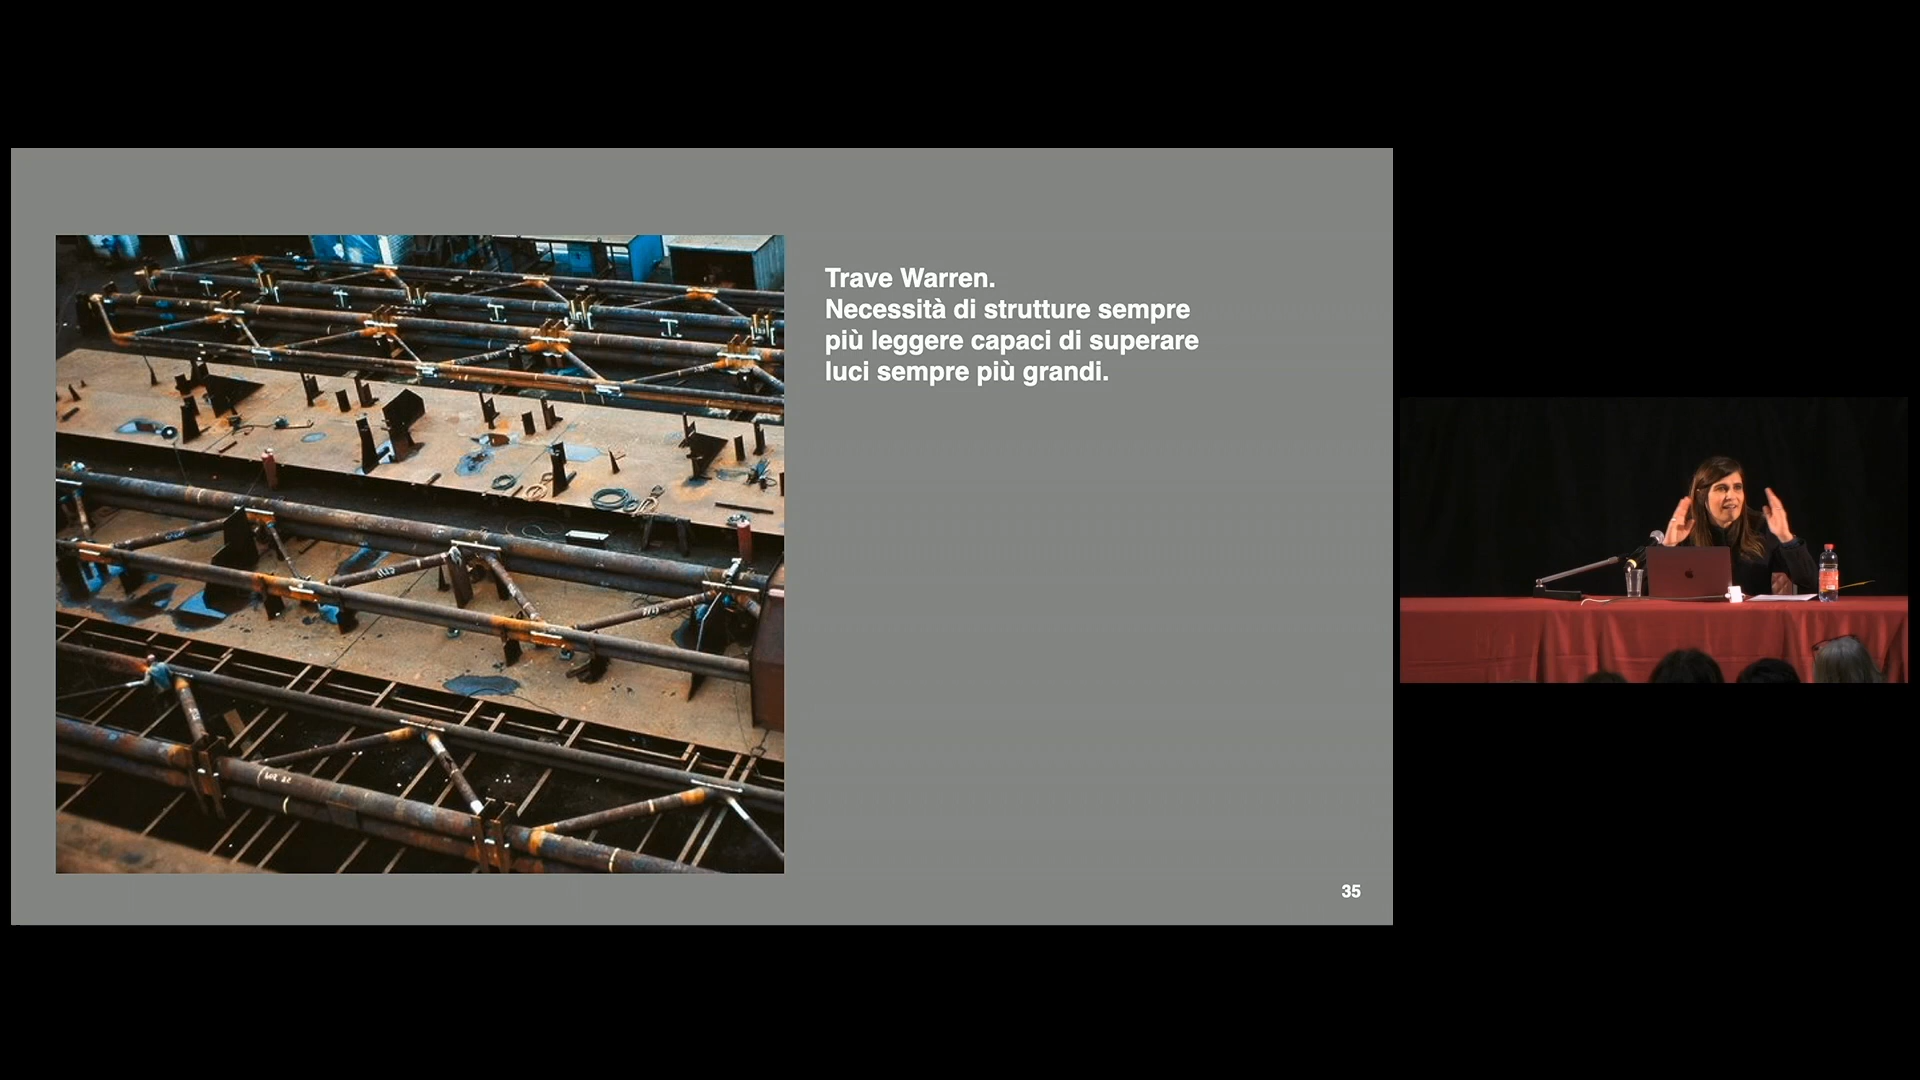 Trave Warren.
Necessità di strutture sempre
più leggere capaci di superare
luci sempre più grandi.
35